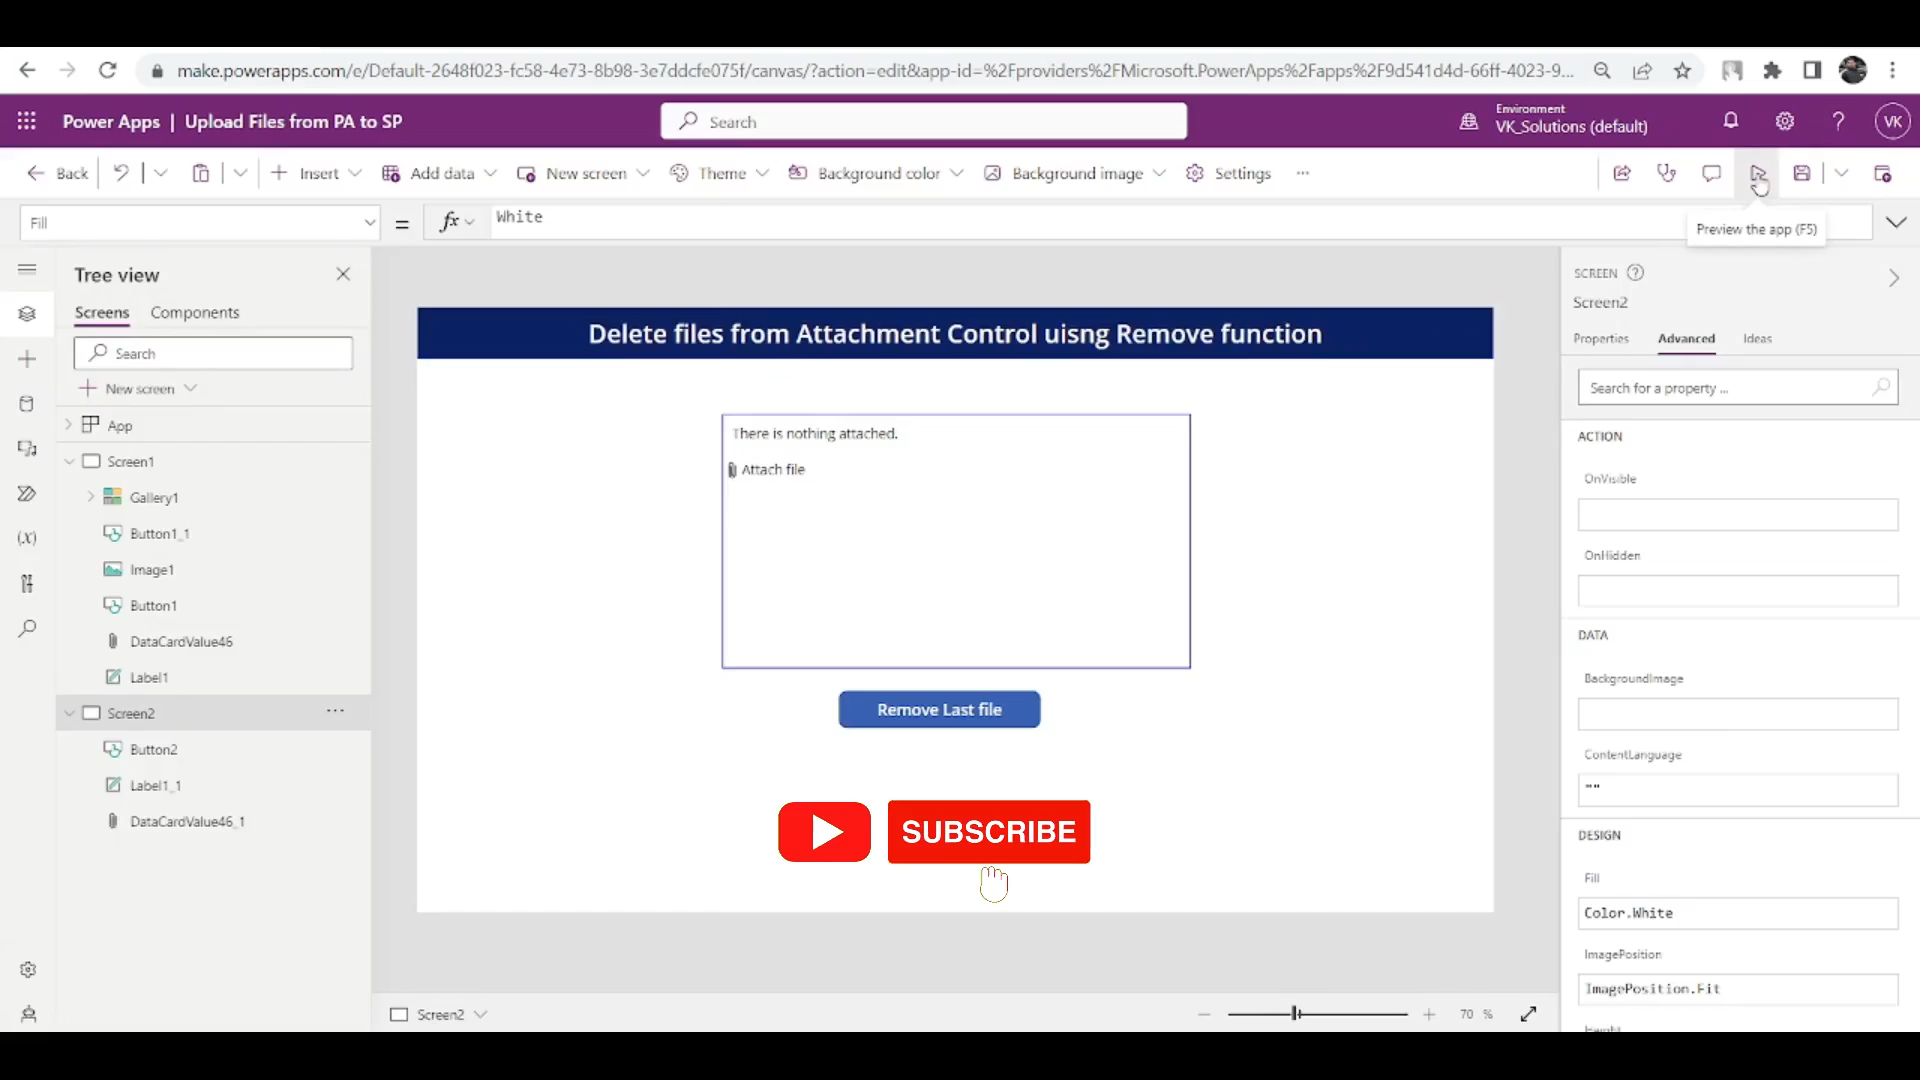 make.powerapps.com/e/Default-2648f023-fc58-4e73-8b98-3e7ddcfe075f/canvas/?action=edit&app-id=%2Fproviders%2FMicrosoft.PowerApps%2Fapps%2F9d541d4d-66ff-4023-9...
Power Apps | Upload Files from PA to SP
Search
Environment
VK_Solutions (default)
VK
Back
Insert
Add data
New screen
Theme
Background color
Background image
Settings
Fill
=
fx
White
Preview the app (F5)
Tree view
Screens
Components
Search
New screen
App
Screen1
Gallery1
Button1_1
Image1
Button1
DataCardValue46
Label1
Screen2
Button2
Label1_1
DataCardValue46_1
Delete files from Attachment Control uisng Remove function
There is nothing attached.
Attach file
Remove Last file
SUBSCRIBE
Screen2
70 %
SCREEN
Screen2
Properties
Advanced
Ideas
Search for a property ...
ACTION
OnVisible
OnHidden
DATA
BackgroundImage
ContentLanguage
""
DESIGN
Fill
Color.White
ImagePosition
ImagePosition.Fit
Height